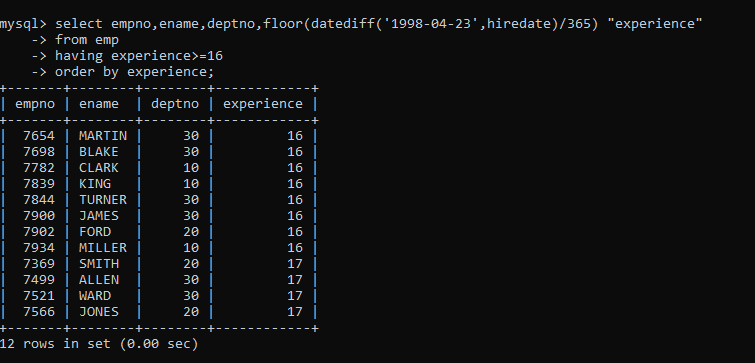 mysql> select empno,ename,deptno,floor(datediff('1998-04-23',hiredate)/365) "experience"
    -> from emp
    -> having experience>=16
    -> order by experience;
+-------+--------+--------+------------+
| empno | ename  | deptno | experience |
+-------+--------+--------+------------+
|  7654 | MARTIN |     30 |         16 |
|  7698 | BLAKE  |     30 |         16 |
|  7782 | CLARK  |     10 |         16 |
|  7839 | KING   |     10 |         16 |
|  7844 | TURNER |     30 |         16 |
|  7900 | JAMES  |     30 |         16 |
|  7902 | FORD   |     20 |         16 |
|  7934 | MILLER |     10 |         16 |
|  7369 | SMITH  |     20 |         17 |
|  7499 | ALLEN  |     30 |         17 |
|  7521 | WARD   |     30 |         17 |
|  7566 | JONES  |     20 |         17 |
+-------+--------+--------+------------+
12 rows in set (0.00 sec)